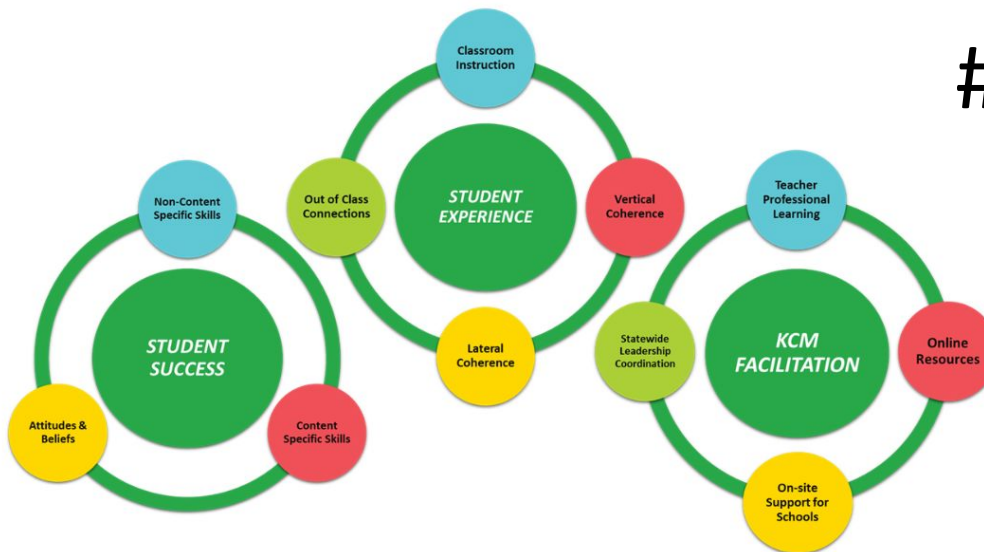 #
Classroom
Instruction
Out of Class
Connections
STUDENT
EXPERIENCE
Vertical
Coherence
Lateral
Coherence
Non-Content
Specific Skills
STUDENT
SUCCESS
Attitudes &
Beliefs
Content
Specific Skills
Teacher
Professional
Learning
Statewide
Leadership
Coordination
KCM
FACILITATION
Online
Resources
On-site
Support for
Schools